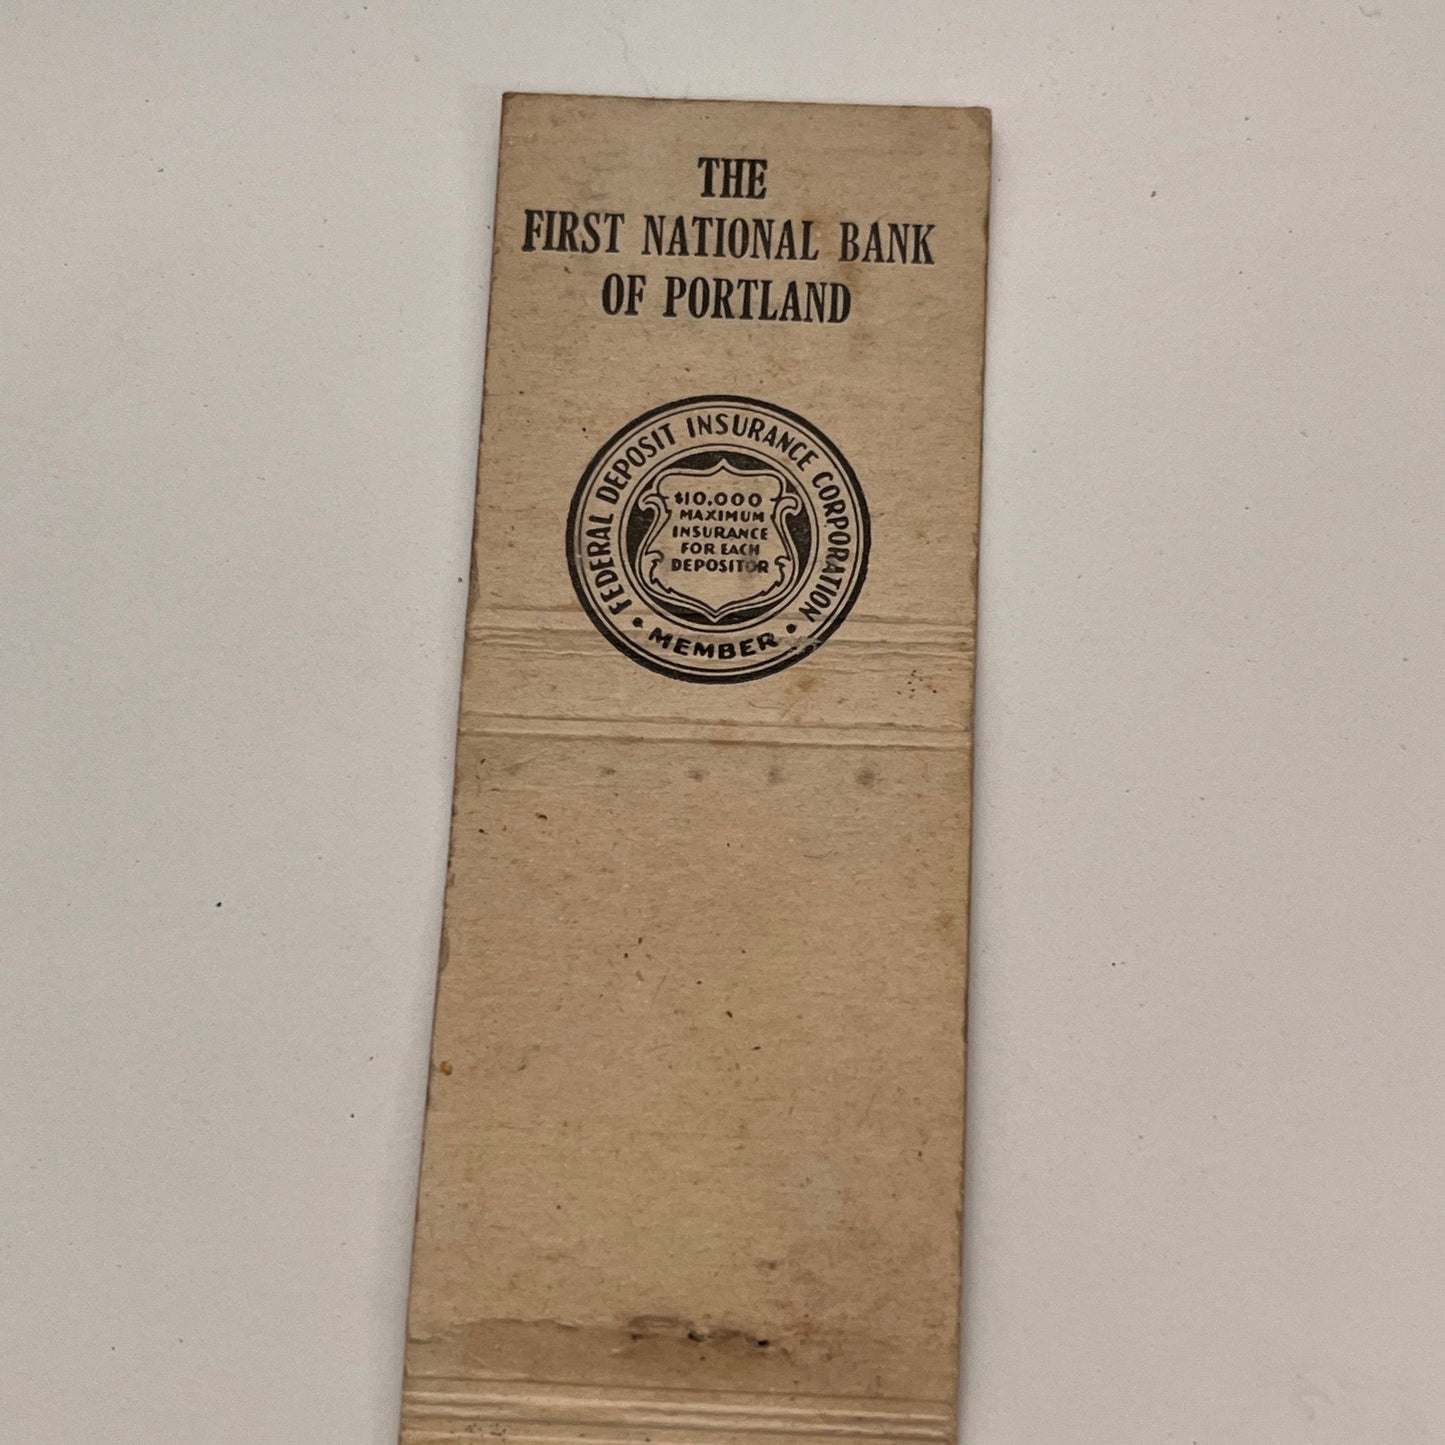 THE
FIRST NATIONAL BANK
OF PORTLAND
FEDERAL DEPOSIT INSURANCE CORPORATION
$10,000
MAXIMUM
INSURANCE
FOR EACH
DEPOSITOR
• MEMBER •